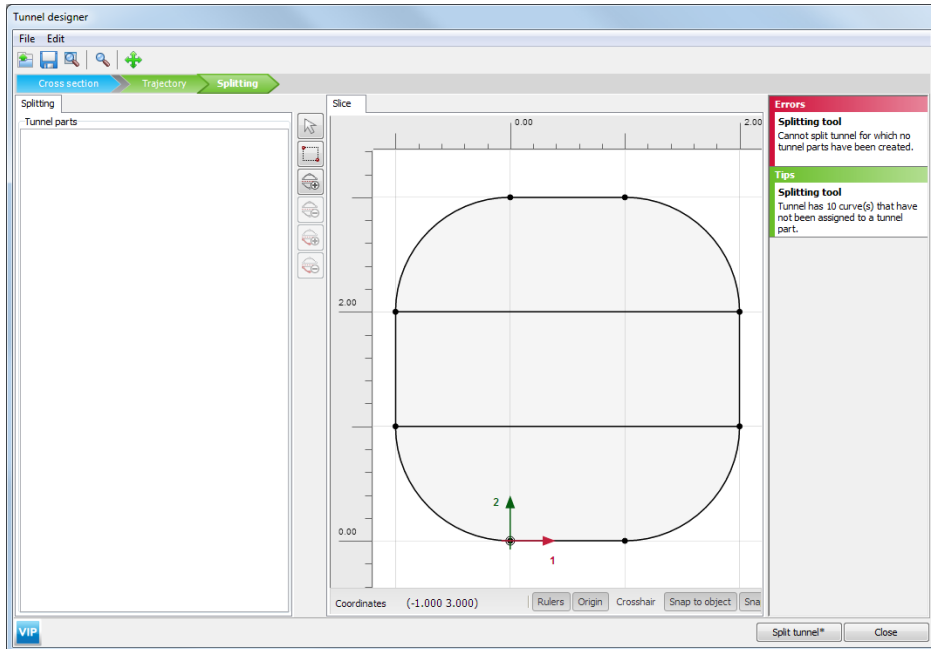 Tunnel designer
File Edit
Cross section Trajectory Splitting
Splitting
Tunnel parts
Slice
0.00 2.00
2.00
0.00
2
1
Coordinates (-1.000 3.000) Rulers Origin Crosshair Snap to object Sna
Errors
Splitting tool
Cannot split tunnel for which no
tunnel parts have been created.
Tips
Splitting tool
Tunnel has 10 curve(s) that have
not been assigned to a tunnel
part.
VIP
Split tunnel* Close